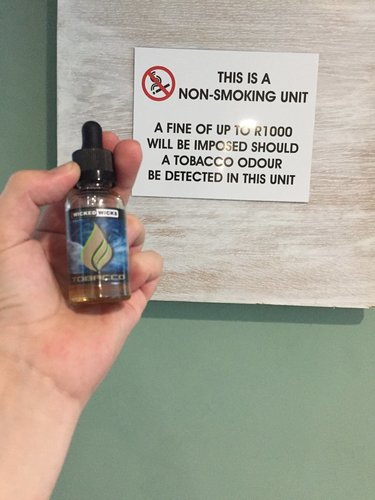 THIS IS A
NON-SMOKING UNIT
A FINE OF UP TO R1000
WILL BE IMPOSED SHOULD
A TOBACCO ODOUR
BE DETECTED IN THIS UNIT
WICKED WICKS
TOBACCO